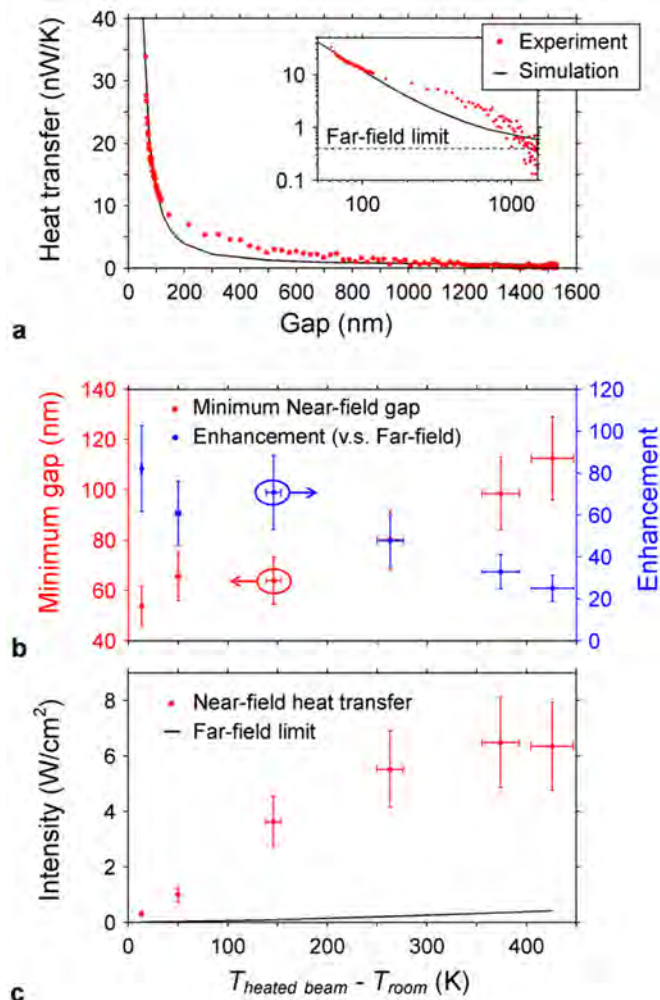 40
30
20
10
0
Heat transfer (nW/K)
Experiment
Simulation
10
1
0.1
Far-field limit
100
1000
0 200 400 600 800 1000 1200 1400 1600
Gap (nm)
a
140
120
100
80
60
40
Minimum gap (nm)
Minimum Near-field gap
Enhancement (v.s. Far-field)
120
100
80
60
40
20
0
Enhancement
b
8
6
4
2
0
Intensity (W/cm²)
Near-field heat transfer
Far-field limit
0 100 200 300 400
T heated beam - T room (K)
c